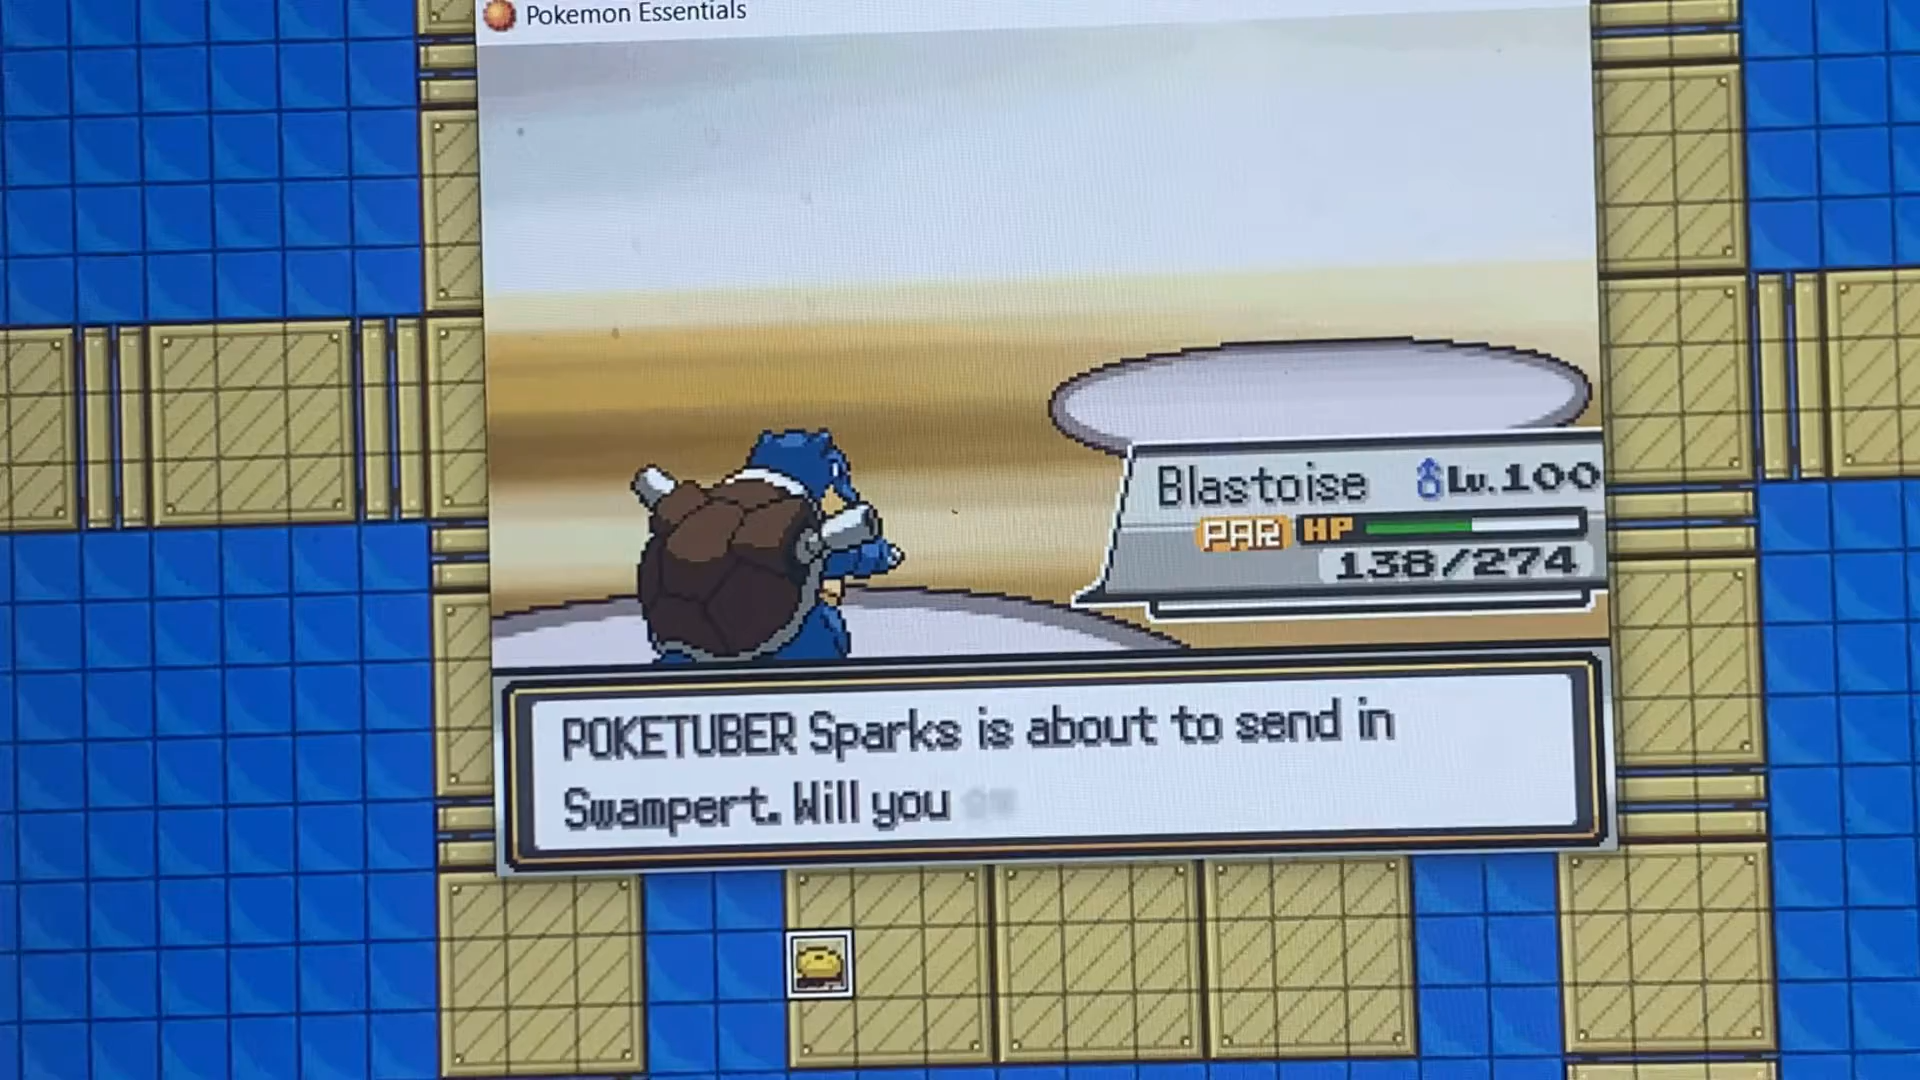 Pokemon Essentials
Blastoise ♂Lv.100
PAR HP
138/274
POKETUBER Sparks is about to send in
Swampert. Will you